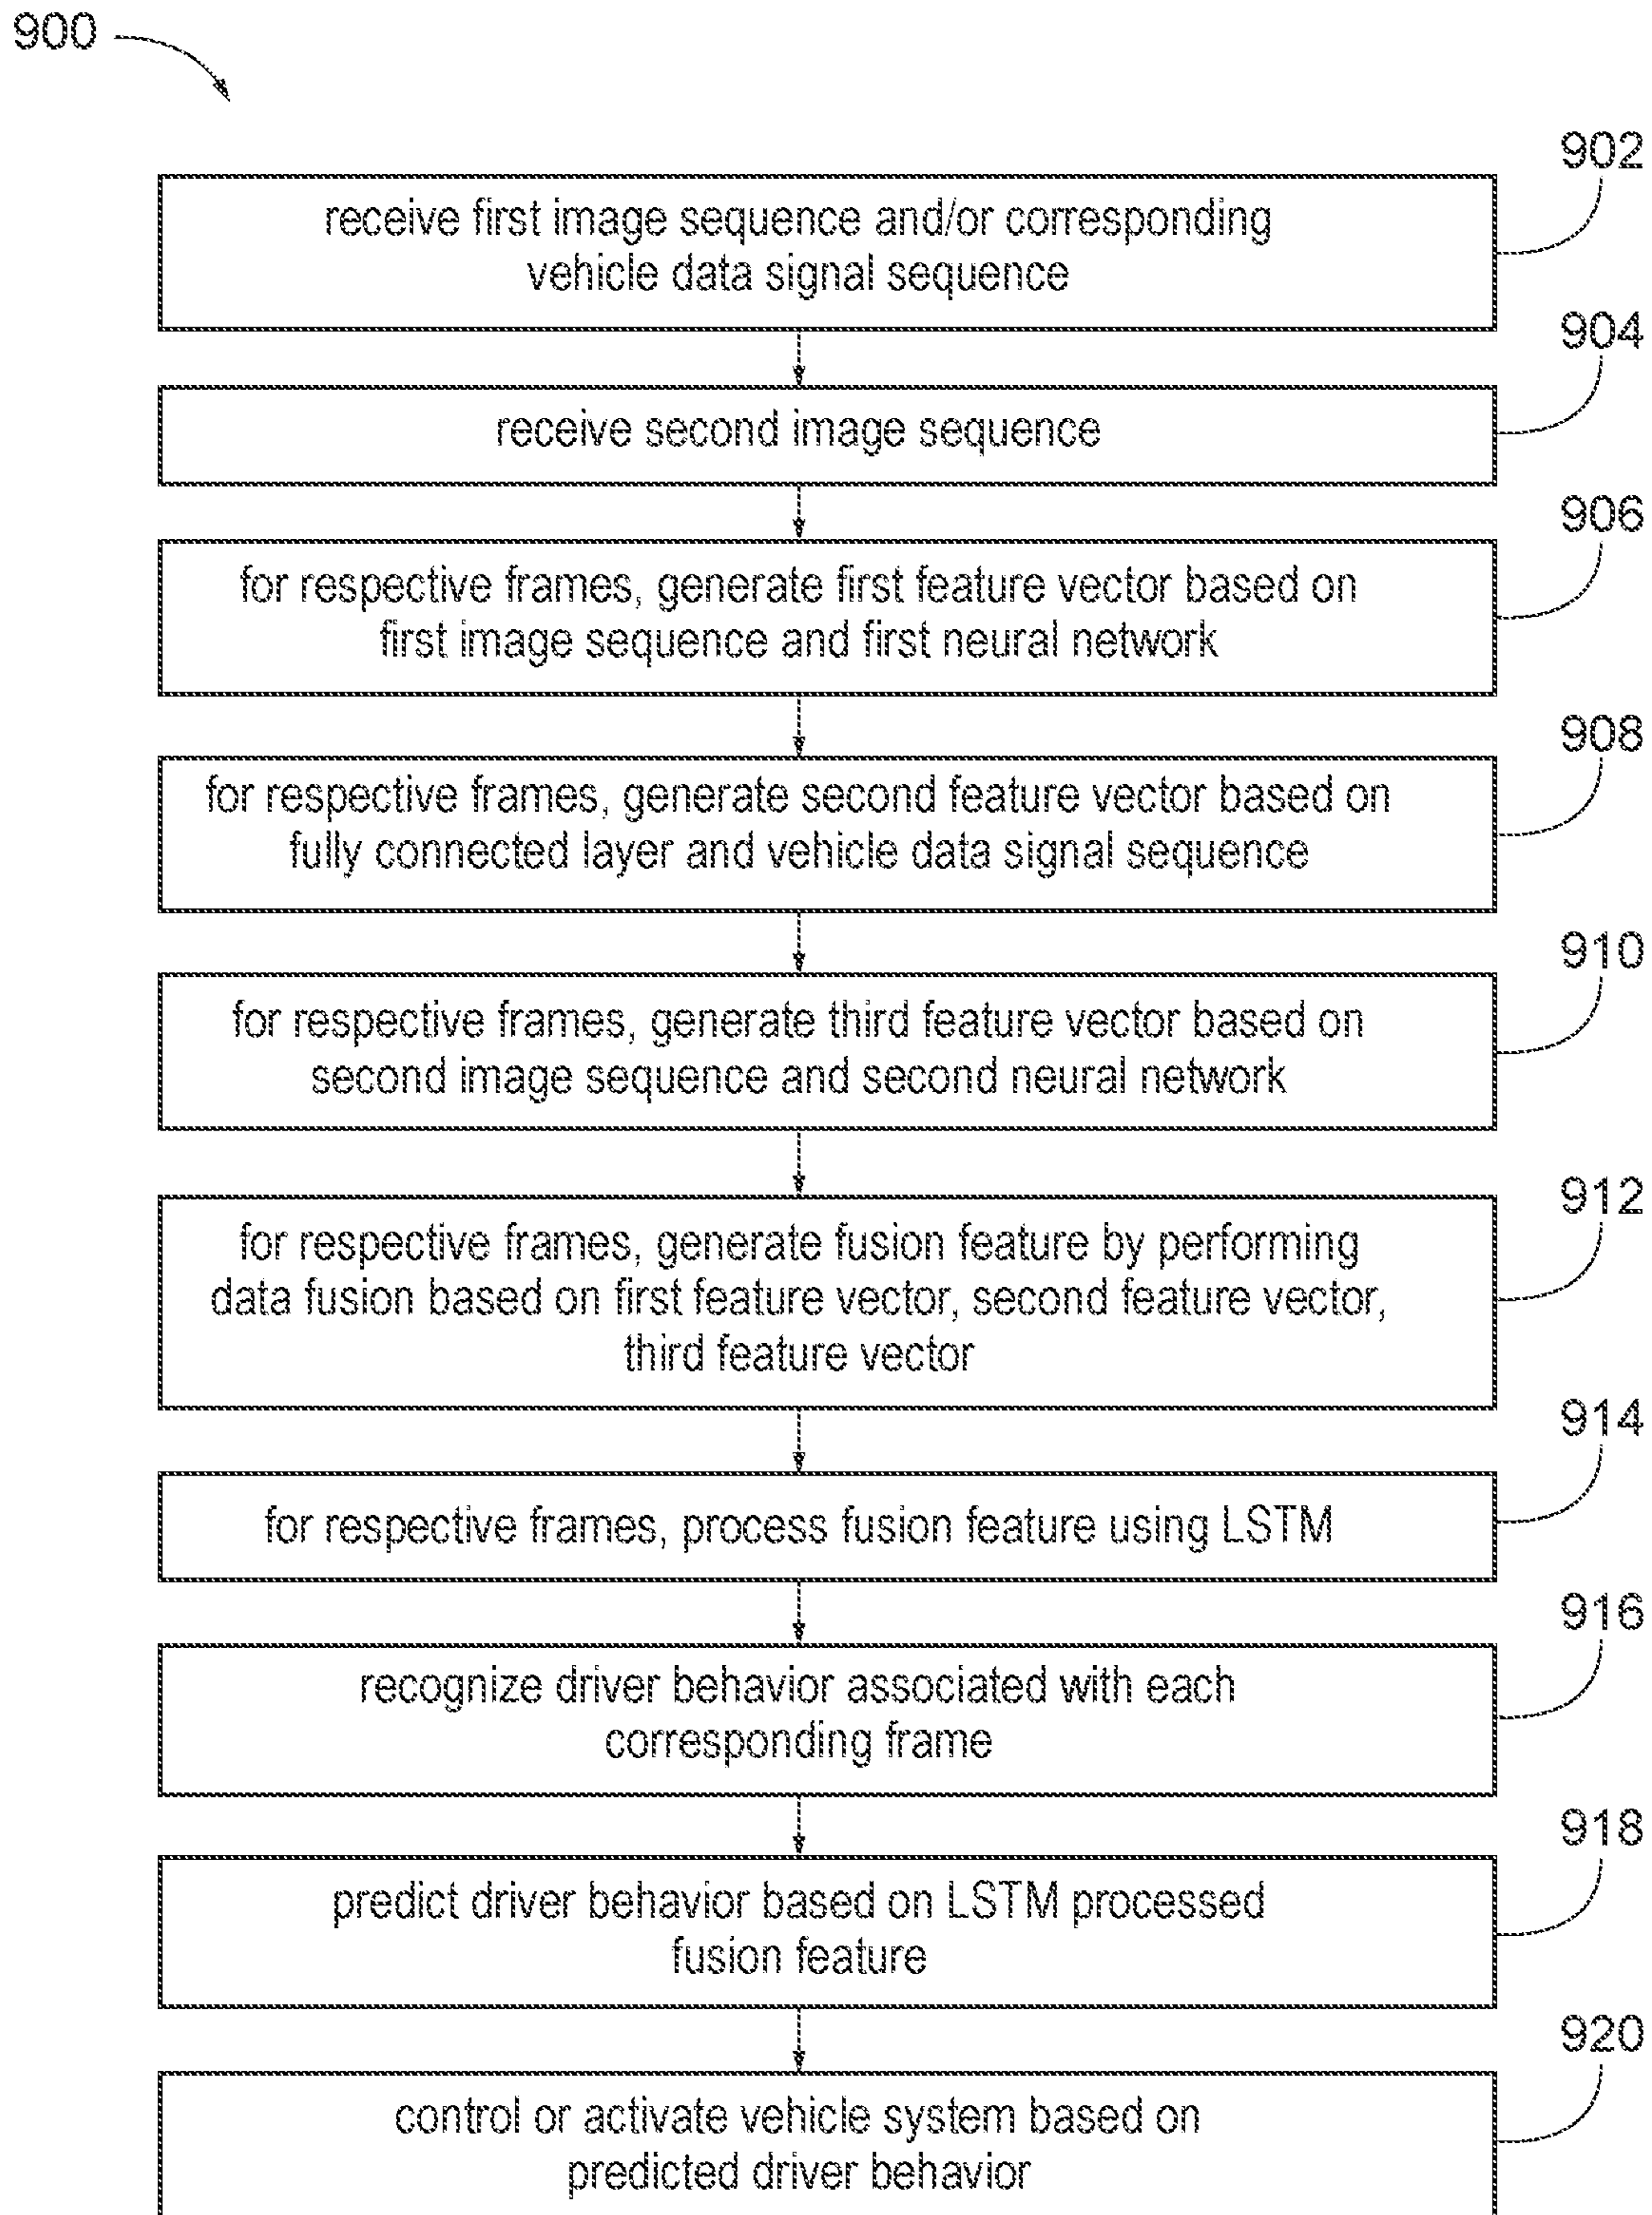 900
902
receive first image sequence and/or corresponding
vehicle data signal sequence
904
receive second image sequence
906
for respective frames, generate first feature vector based on
first image sequence and first neural network
908
for respective frames, generate second feature vector based on
fully connected layer and vehicle data signal sequence
910
for respective frames, generate third feature vector based on
second image sequence and second neural network
912
for respective frames, generate fusion feature by performing
data fusion based on first feature vector, second feature vector,
third feature vector
914
for respective frames, process fusion feature using LSTM
916
recognize driver behavior associated with each
corresponding frame
918
predict driver behavior based on LSTM processed
fusion feature
920
control or activate vehicle system based on
predicted driver behavior